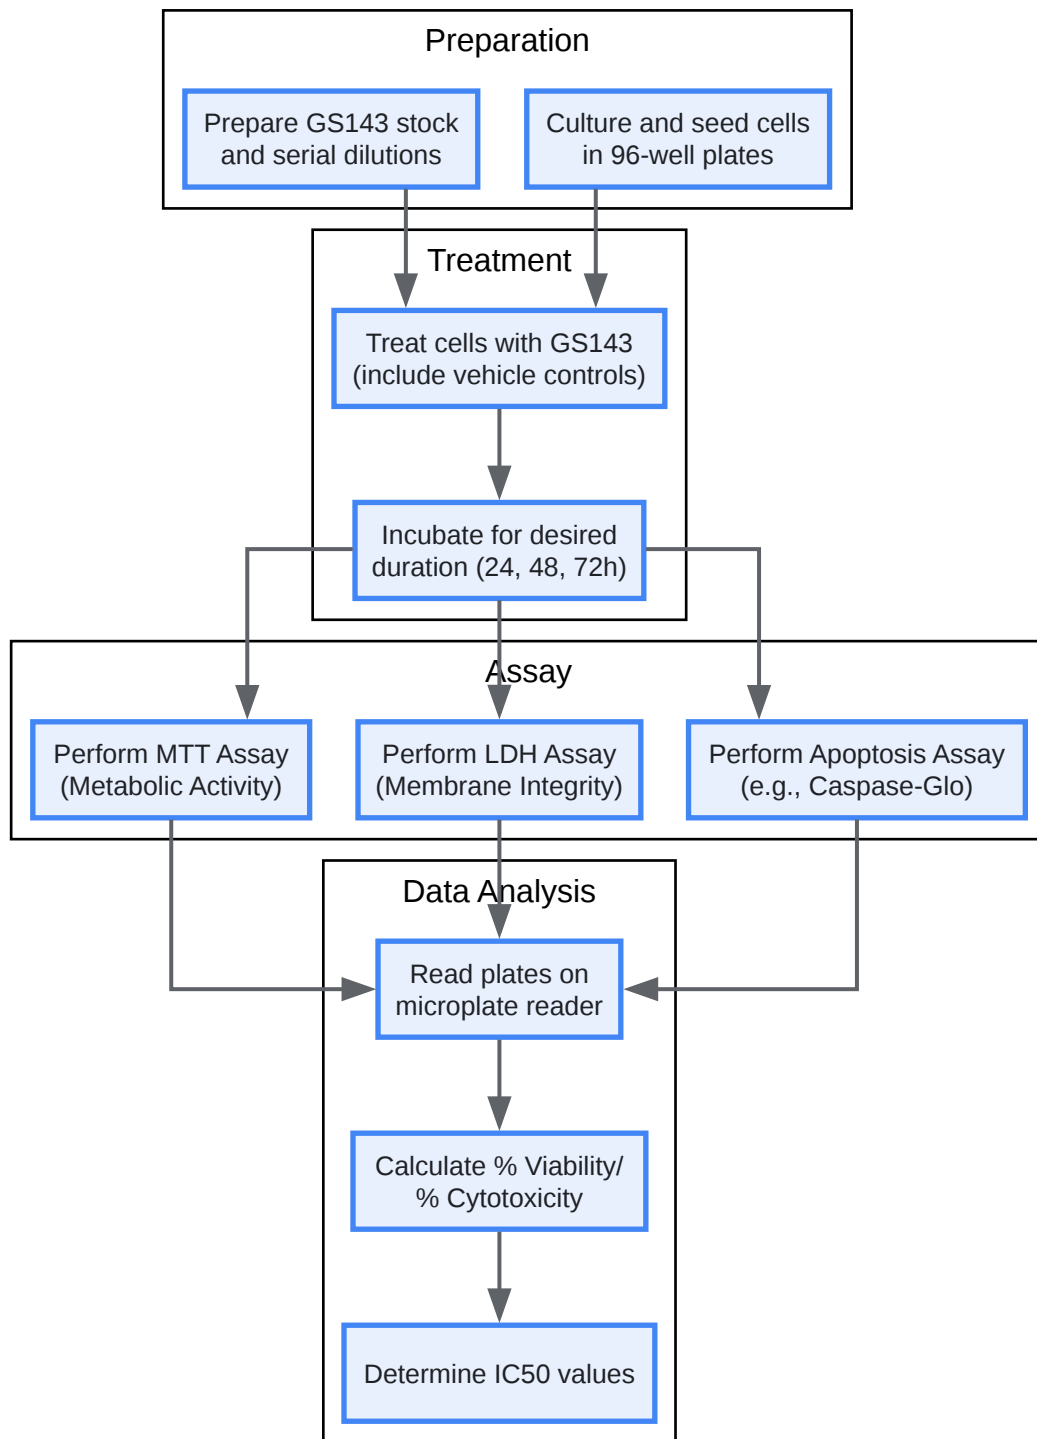 Preparation
Prepare GS143 stock
and serial dilutions
Culture and seed cells
in 96-well plates
Treatment
Treat cells with GS143
(include vehicle controls)
Incubate for desired
duration (24, 48, 72h)
Assay
Perform MTT Assay
(Metabolic Activity)
Perform LDH Assay
(Membrane Integrity)
Perform Apoptosis Assay
(e.g., Caspase-Glo)
Data Analysis
Read plates on
microplate reader
Calculate % Viability/
% Cytotoxicity
Determine IC50 values